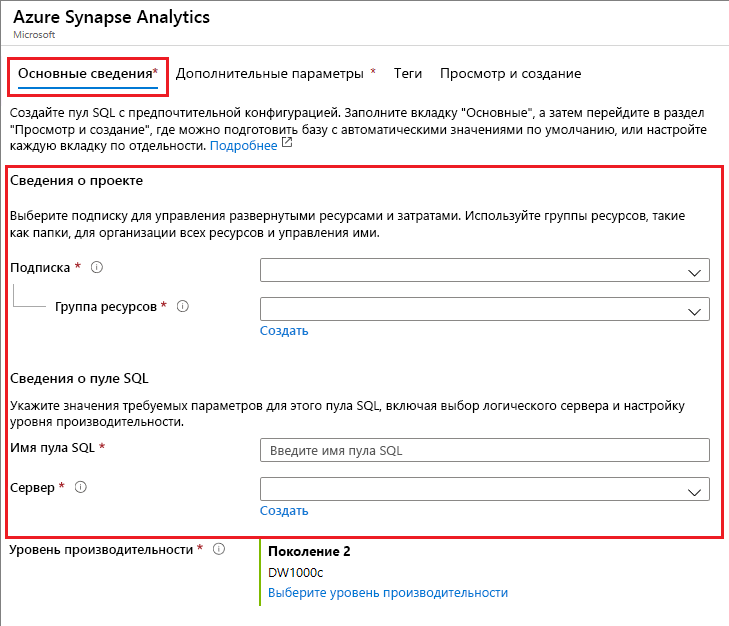 Azure Synapse Analytics
Microsoft
Основные сведения* Дополнительные параметры * Теги Просмотр и создание
Создайте пул SQL с предпочтительной конфигурацией. Заполните вкладку "Основные", а затем перейдите в раздел
"Просмотр и создание", где можно подготовить базу с автоматическими значениями по умолчанию, или настройте
каждую вкладку по отдельности. Подробнее
Сведения о проекте
Выберите подписку для управления развернутыми ресурсами и затратами. Используйте группы ресурсов, такие
как папки, для организации всех ресурсов и управления ими.
Подписка *
Группа ресурсов *
Создать
Сведения о пуле SQL
Укажите значения требуемых параметров для этого пула SQL, включая выбор логического сервера и настройку
уровня производительности.
Имя пула SQL * Введите имя пула SQL
Сервер *
Создать
Уровень производительности * Поколение 2
DW1000c
Выберите уровень производительности